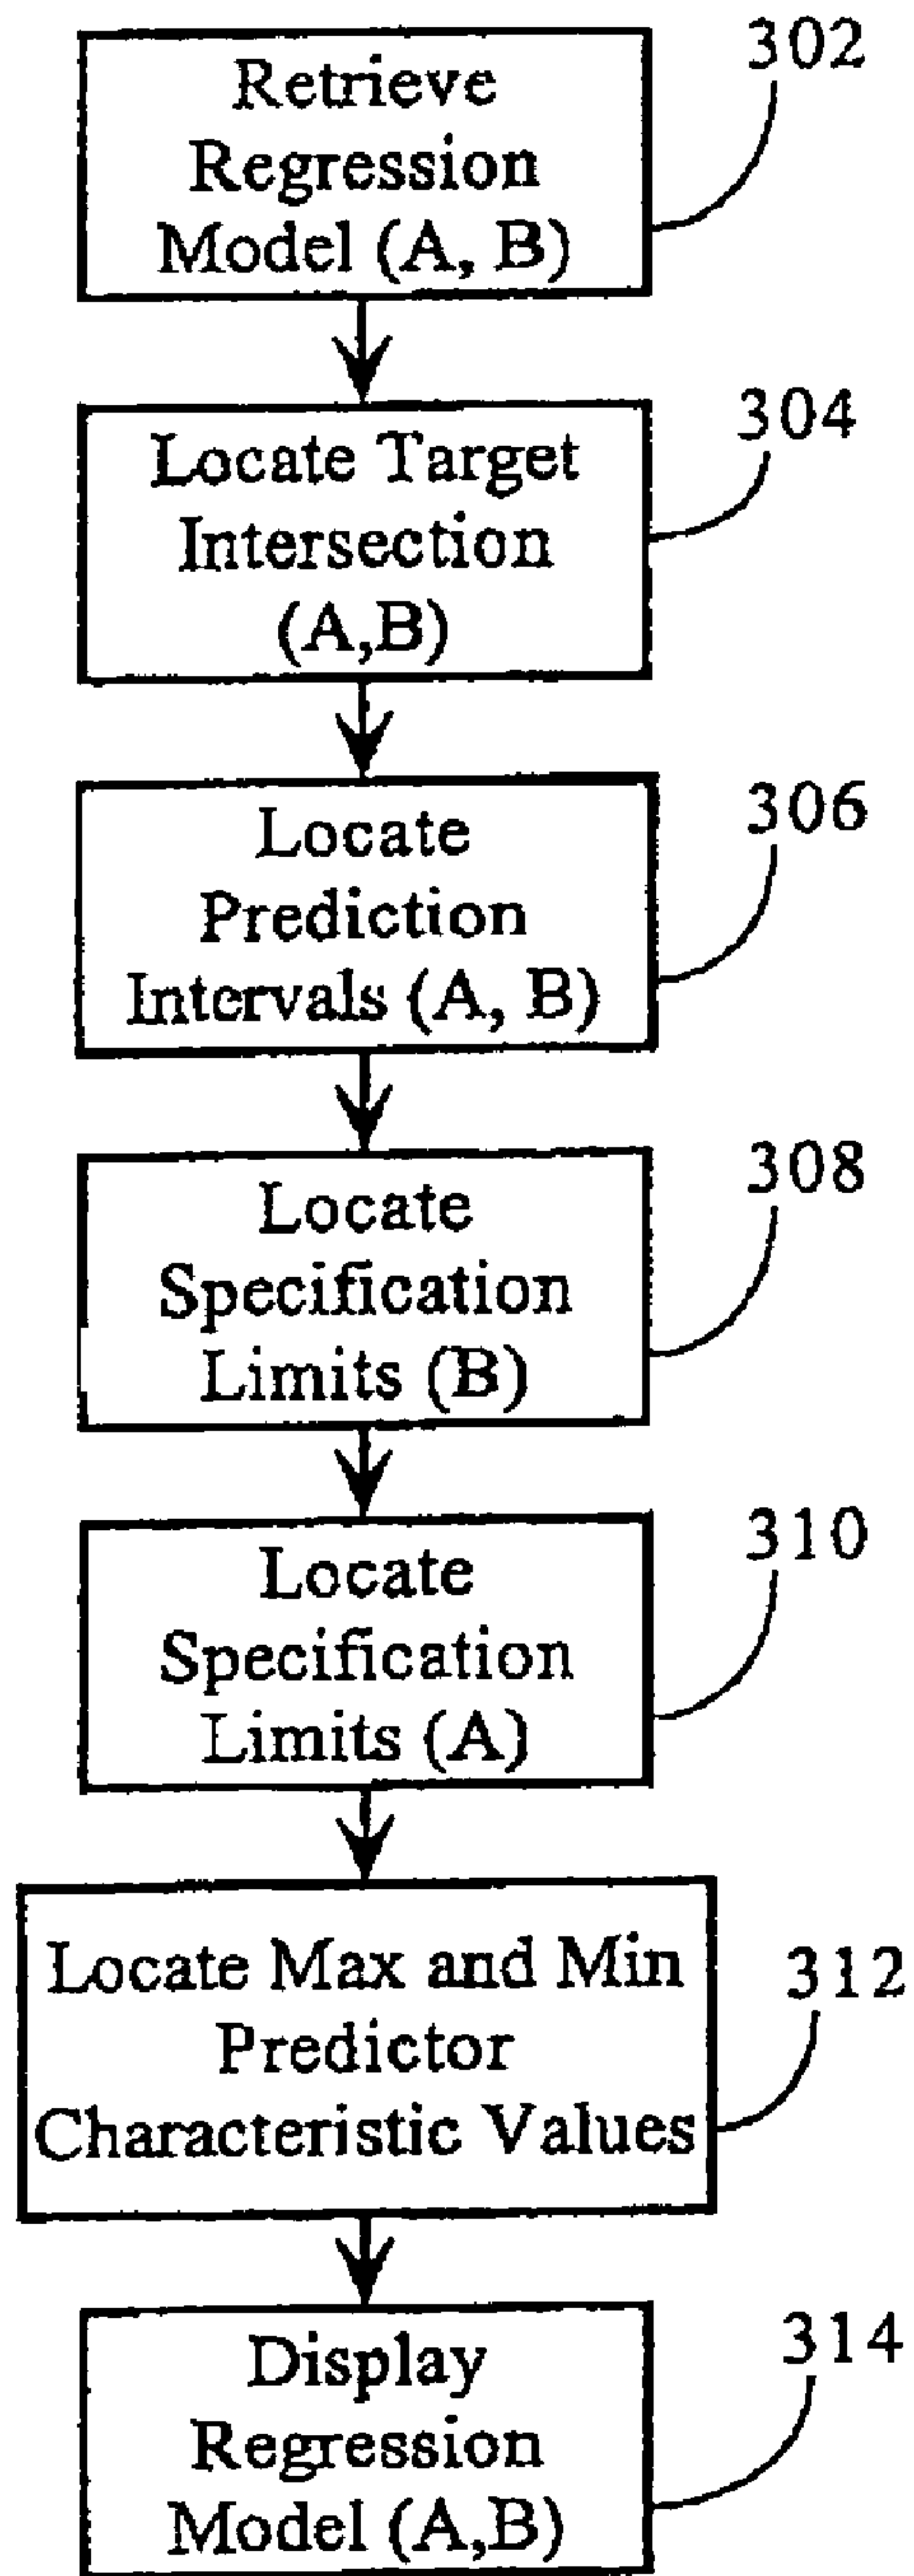 302
Retrieve
Regression
Model (A, B)
304
Locate Target
Intersection
(A,B)
306
Locate
Prediction
Intervals (A, B)
308
Locate
Specification
Limits (B)
310
Locate
Specification
Limits (A)
312
Locate Max and Min
Predictor
Characteristic Values
314
Display
Regression
Model (A,B)